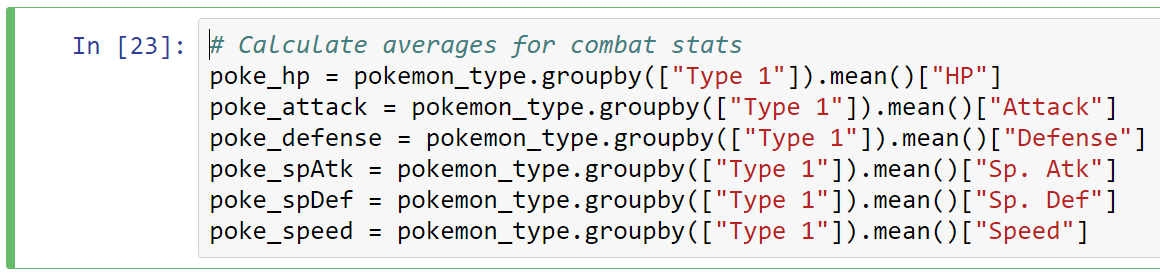 In [23]: # Calculate averages for combat stats
poke_hp = pokemon_type.groupby(["Type 1"]).mean()["HP"]
poke_attack = pokemon_type.groupby(["Type 1"]).mean()["Attack"]
poke_defense = pokemon_type.groupby(["Type 1"]).mean()["Defense"]
poke_spAtk = pokemon_type.groupby(["Type 1"]).mean()["Sp. Atk"]
poke_spDef = pokemon_type.groupby(["Type 1"]).mean()["Sp. Def"]
poke_speed = pokemon_type.groupby(["Type 1"]).mean()["Speed"]